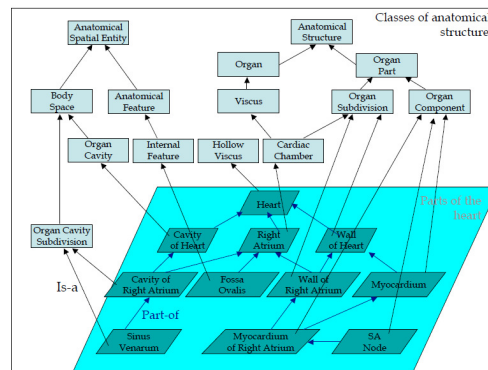 Classes of anatomical
structure
Anatomical
Spatial Entity
Anatomical
Structure
Organ
Organ
Part
Body
Space
Anatomical
Feature
Viscus
Organ
Subdivision
Organ
Component
Organ
Cavity
Internal
Feature
Hollow
Viscus
Cardiac
Chamber
Parts of the
heart
Heart
Organ Cavity
Subdivision
Cavity
of Heart
Right
Atrium
Wall
of Heart
Is-a
Cavity of
Right Atrium
Fossa
Ovalis
Wall of
Right Atrium
Myocardium
Part-of
Sinus
Venarum
Myocardium
of Right Atrium
SA
Node